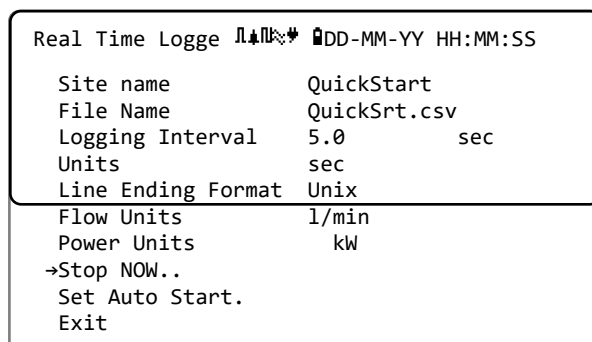 Real Time Logge DD-MM-YY HH:MM:SS
Site name QuickStart
File Name QuickSrt.csv
Logging Interval 5.0 sec
Units sec
Line Ending Format Unix
Flow Units l/min
Power Units kW
→Stop NOW..
Set Auto Start.
Exit